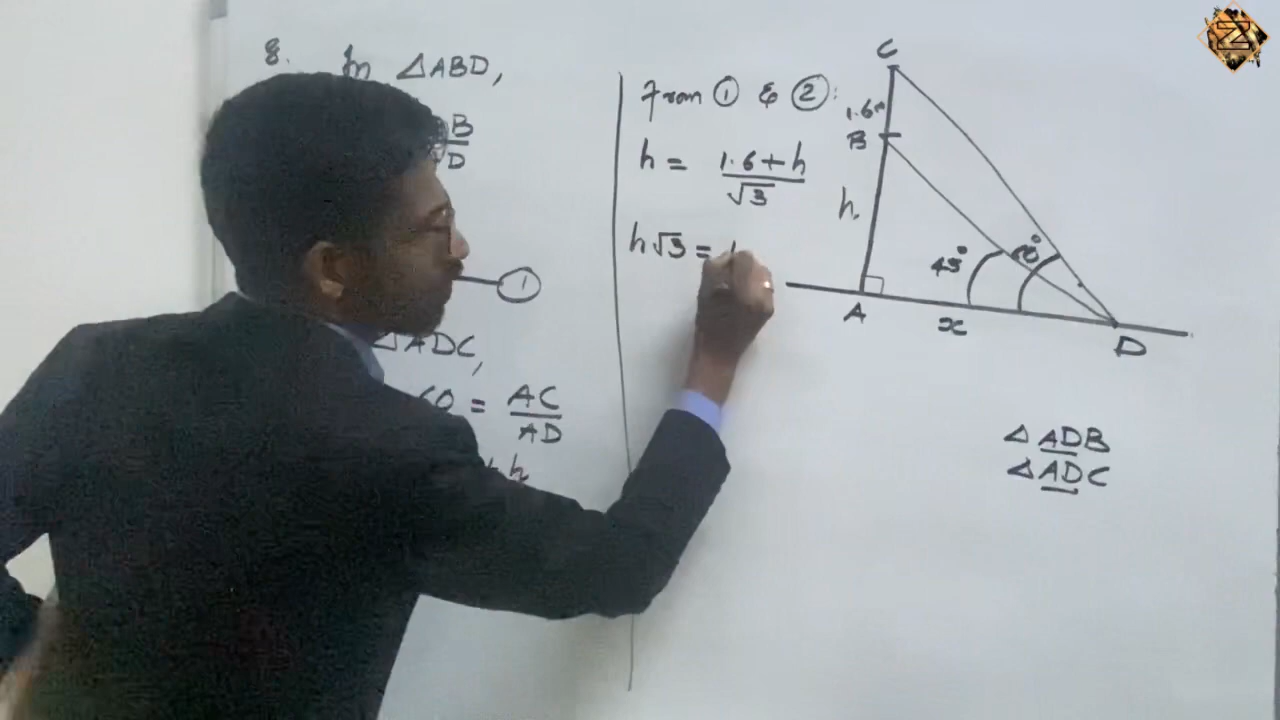 8. In △ABD,
B
D
①
△ADC,
60 = AC
AD
+ h
From ① & ②:
h = 1.6+h
√3
h√3 =
C
1.6
B
h
45°
60°
A
x
D
△ADB
△ADC
Z